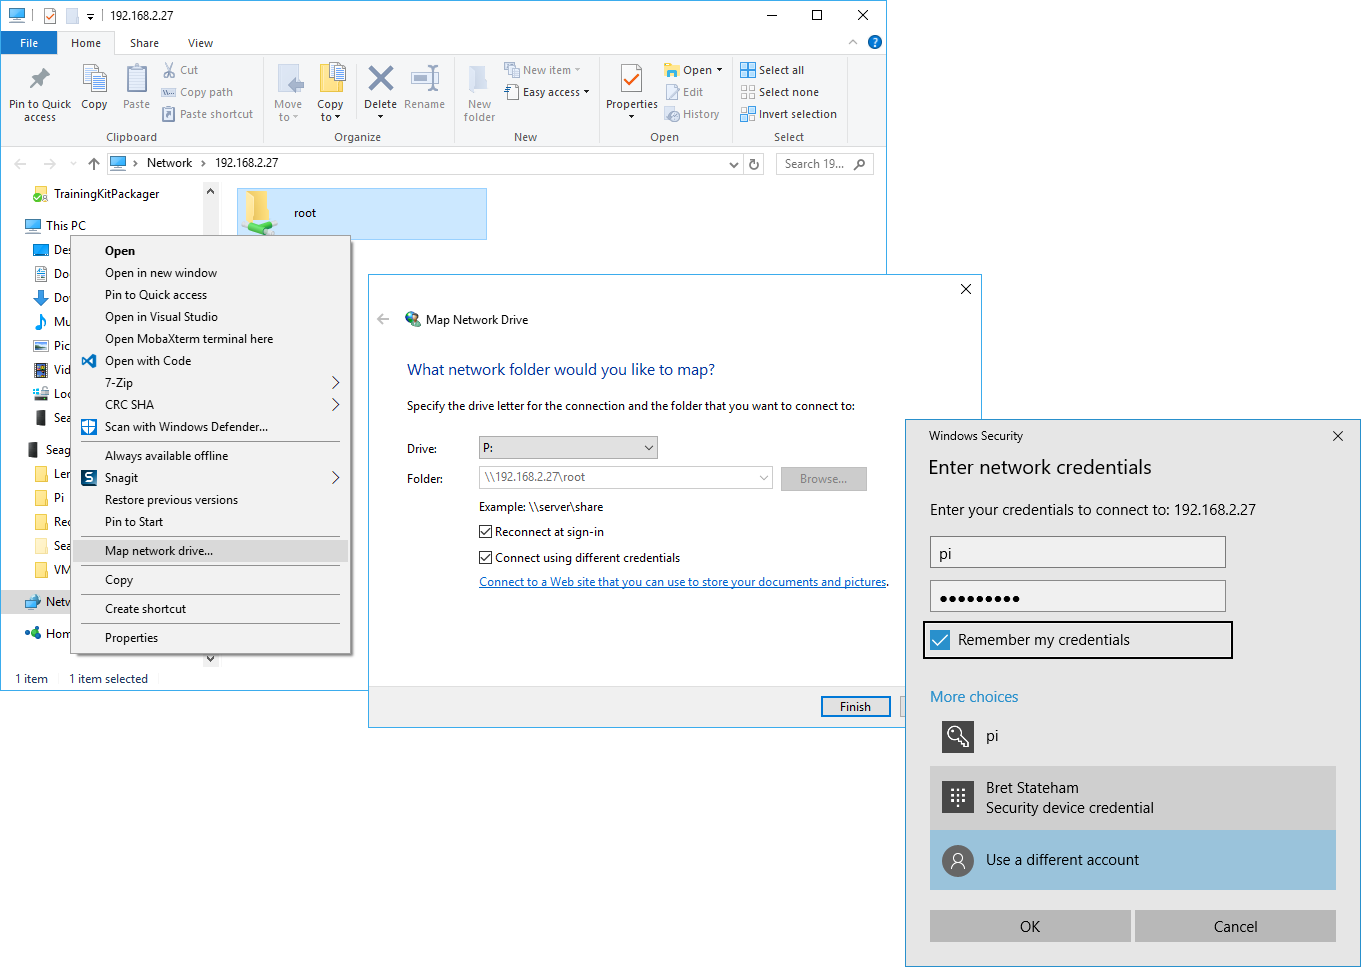 192.168.2.27
File
Home
Share
View
Pin to Quick access
Copy
Paste
Cut
Copy path
Paste shortcut
Clipboard
Move to
Copy to
Delete
Rename
Organize
New folder
New item
Easy access
New
Properties
Open
Edit
History
Open
Select all
Select none
Invert selection
Select
Network > 192.168.2.27
Search 19...
TrainingKitPackager
This PC
Des
Do
Do
Mu
Pic
Vid
Loc
Sea
Seag
Len
Pi
Rec
Sea
VM
Netw
Hom
1 item
1 item selected
root
Open
Open in new window
Pin to Quick access
Open in Visual Studio
Open MobaXterm terminal here
Open with Code
7-Zip
CRC SHA
Scan with Windows Defender...
Always available offline
Snagit
Restore previous versions
Pin to Start
Map network drive...
Copy
Create shortcut
Properties
Map Network Drive
What network folder would you like to map?
Specify the drive letter for the connection and the folder that you want to connect to:
Drive: P:
Folder: \\192.168.2.27\root
Browse...
Example: \\server\share
Reconnect at sign-in
Connect using different credentials
Connect to a Web site that you can use to store your documents and pictures.
Finish
Windows Security
Enter network credentials
Enter your credentials to connect to: 192.168.2.27
pi
●●●●●●●●●
Remember my credentials
More choices
pi
Bret Stateham
Security device credential
Use a different account
OK
Cancel